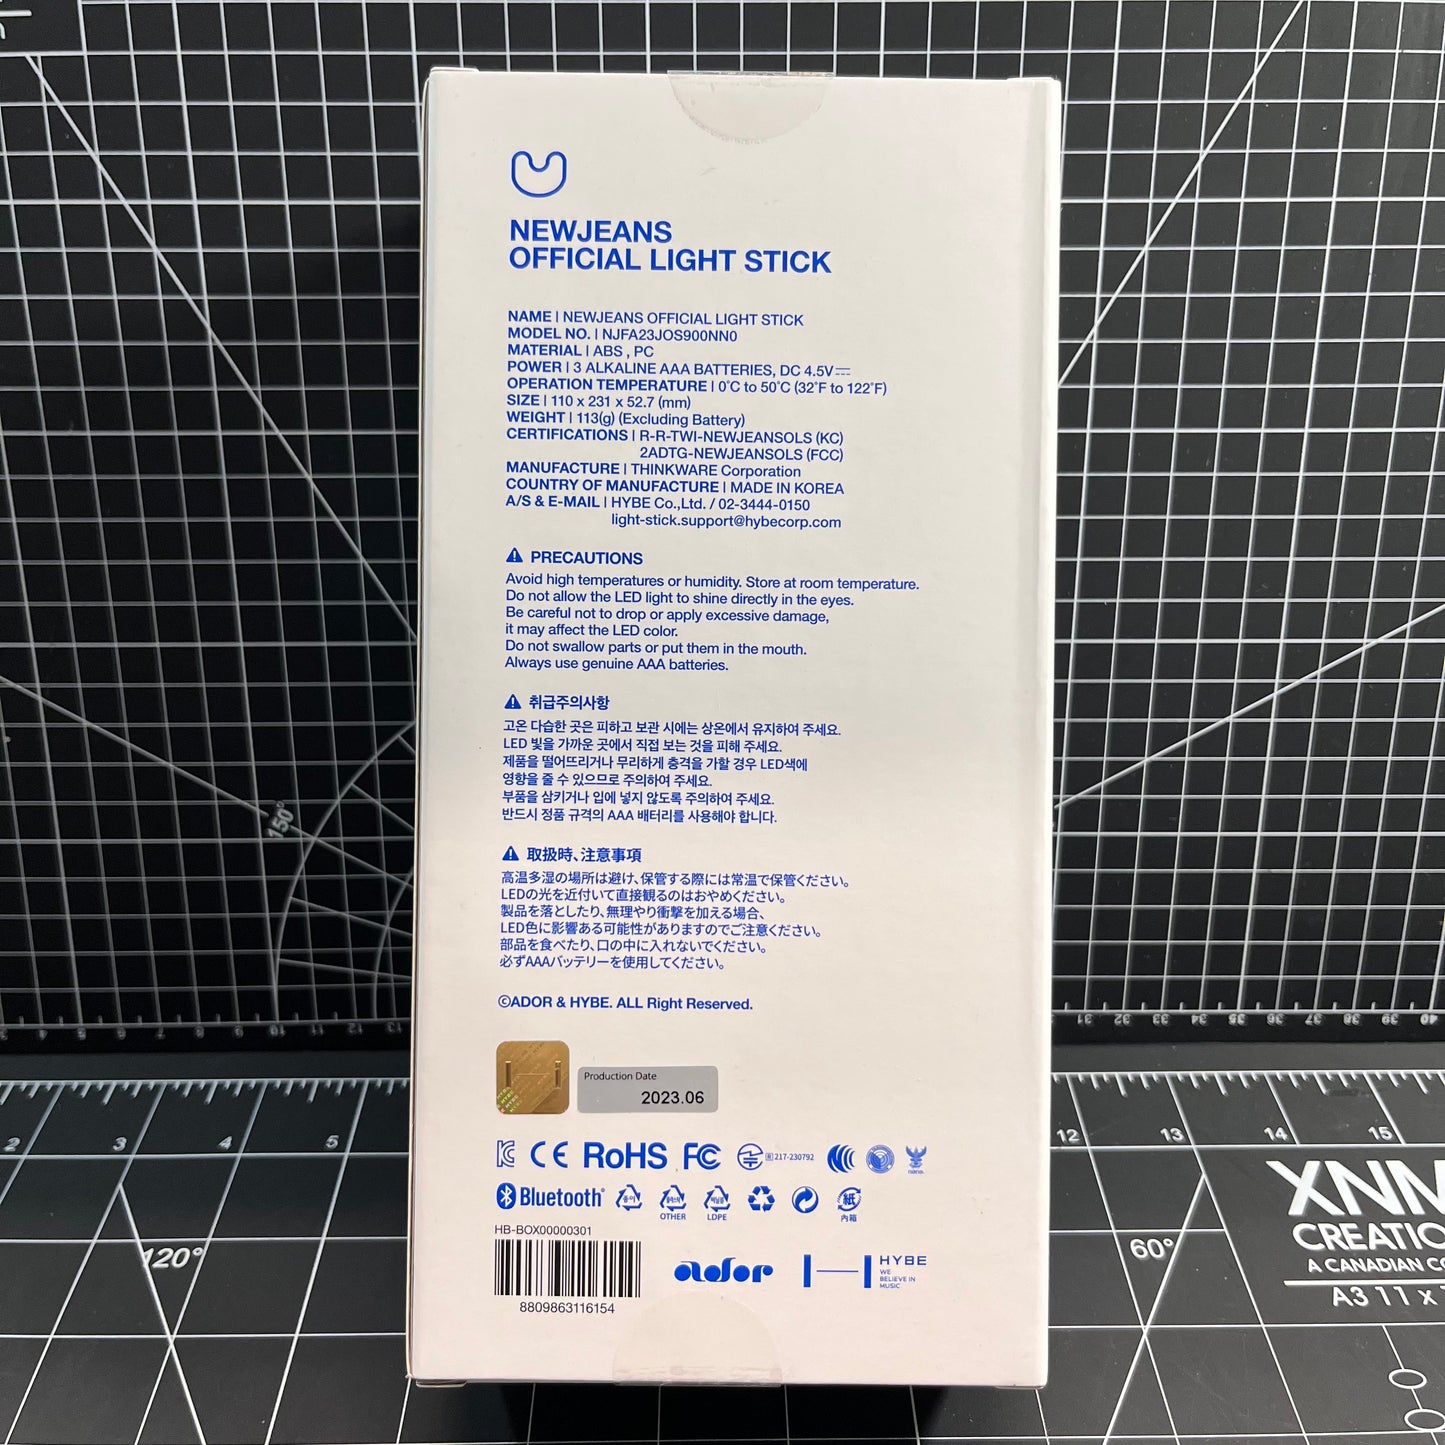 NEWJEANS
OFFICIAL LIGHT STICK
NAME | NEWJEANS OFFICIAL LIGHT STICK
MODEL NO. | NJFA23JOS900NN0
MATERIAL | ABS , PC
POWER | 3 ALKALINE AAA BATTERIES, DC 4.5V⎓
OPERATION TEMPERATURE | 0°C to 50°C (32°F to 122°F)
SIZE | 110 x 231 x 52.7 (mm)
WEIGHT | 113(g) (Excluding Battery)
CERTIFICATIONS | R-R-TWI-NEWJEANSOLS (KC)
2ADTG-NEWJEANSOLS (FCC)
MANUFACTURE | THINKWARE Corporation
COUNTRY OF MANUFACTURE | MADE IN KOREA
A/S & E-MAIL | HYBE Co.,Ltd. / 02-3444-0150
light-stick.support@hybecorp.com
⚠ PRECAUTIONS
Avoid high temperatures or humidity. Store at room temperature.
Do not allow the LED light to shine directly in the eyes.
Be careful not to drop or apply excessive damage,
it may affect the LED color.
Do not swallow parts or put them in the mouth.
Always use genuine AAA batteries.
⚠ 취급주의사항
고온 다습한 곳은 피하고 보관 시에는 상온에서 유지하여 주세요.
LED 빛을 가까운 곳에서 직접 보는 것을 피해 주세요.
제품을 떨어뜨리거나 무리하게 충격을 가할 경우 LED색에
영향을 줄 수 있으므로 주의하여 주세요.
부품을 삼키거나 입에 넣지 않도록 주의하여 주세요.
반드시 정품 규격의 AAA 배터리를 사용해야 합니다.
⚠ 取扱時、注意事項
高温多湿の場所は避け、保管する際には常温で保管ください。
LEDの光を近付いて直接観るのはおやめください。
製品を落としたり、無理やり衝撃を加える場合、
LED色に影響ある可能性がありますのでご注意ください。
部品を食べたり、口の中に入れないでください。
必ずAAAバッテリーを使用してください。
©ADOR & HYBE. ALL Right Reserved.
Production Date
2023.06
CE RoHS FC 217-230792
Bluetooth 종이 OTHER LDPE 紙 內箱
HB-BOX00000301
8809863116154
ador
HYBE
WE
BELIEVE IN
MUSIC
150°
120°
60°
2 3 4 5
12 13 14 15
XNM
CREATIO
A CANADIAN CO
A3 11 x